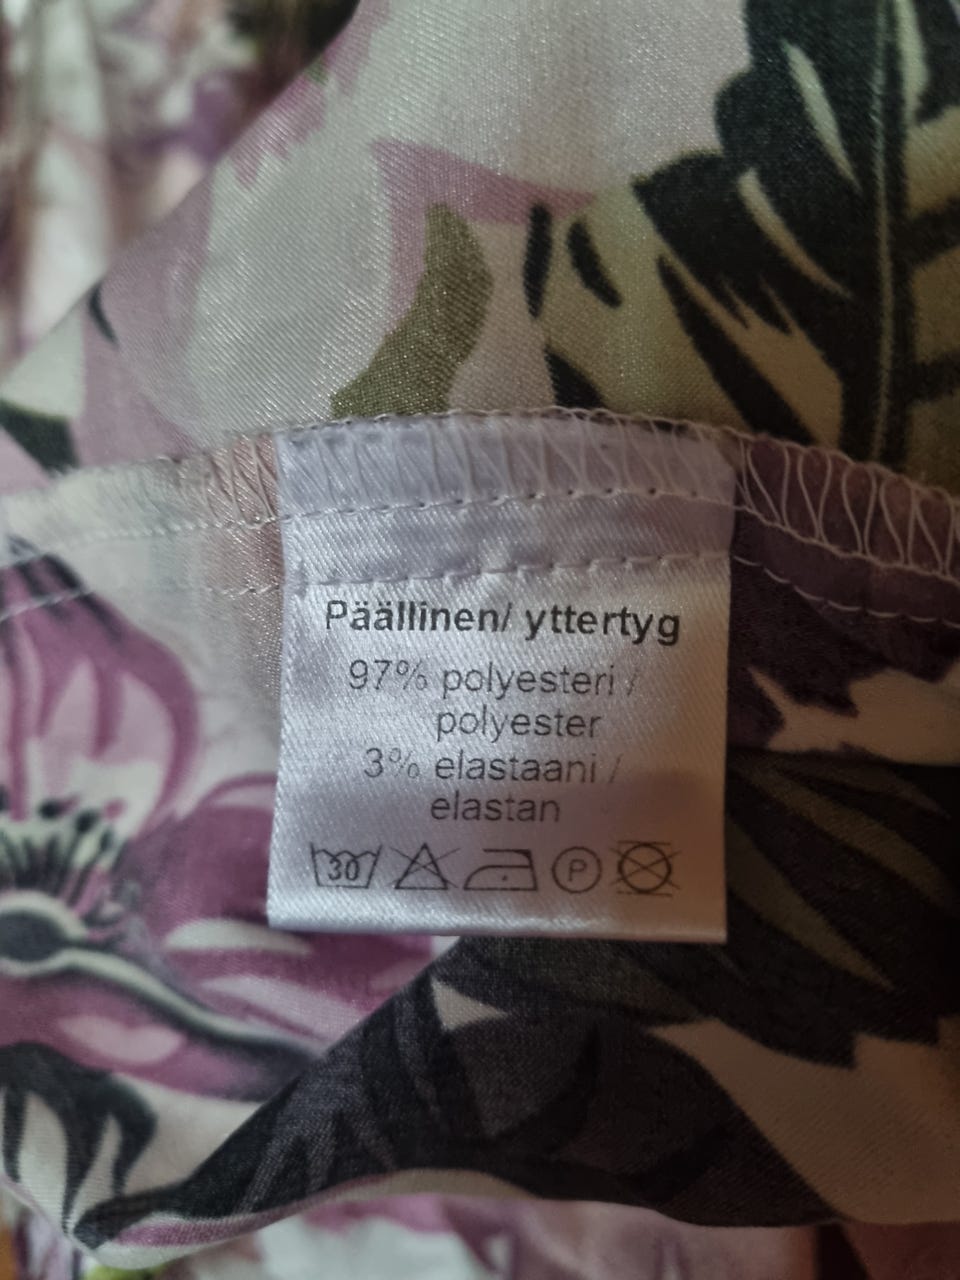 Päällinen/ yttertyg
97% polyesteri /
polyester
3% elastaani /
elastan
30 P